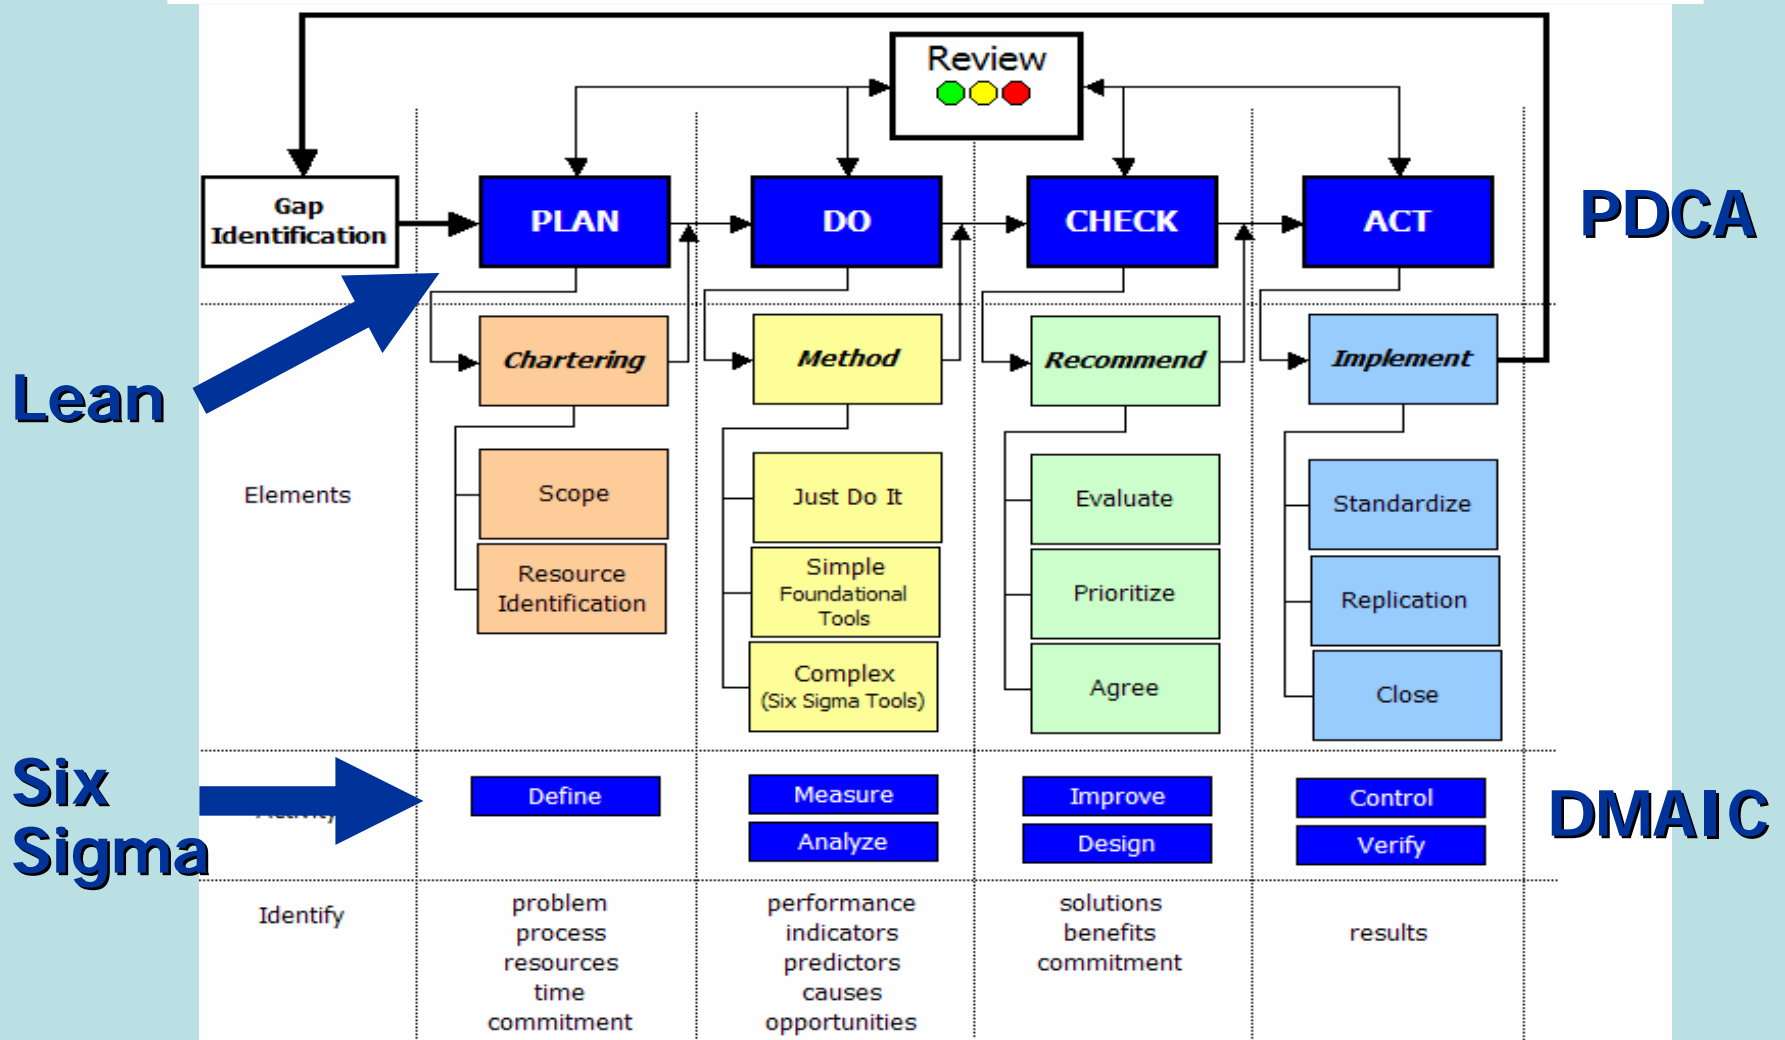 Review
Gap
Identification
PLAN
DO
CHECK
ACT
PDCA
Lean
Chartering
Method
Recommend
Implement
Elements
Scope
Just Do It
Evaluate
Standardize
Resource
Identification
Simple
Foundational
Tools
Prioritize
Replication
Complex
(Six Sigma Tools)
Agree
Close
Six
Sigma
Define
Measure
Analyze
Improve
Design
Control
Verify
DMAIC
Identify
problem
process
resources
time
commitment
performance
indicators
predictors
causes
opportunities
solutions
benefits
commitment
results